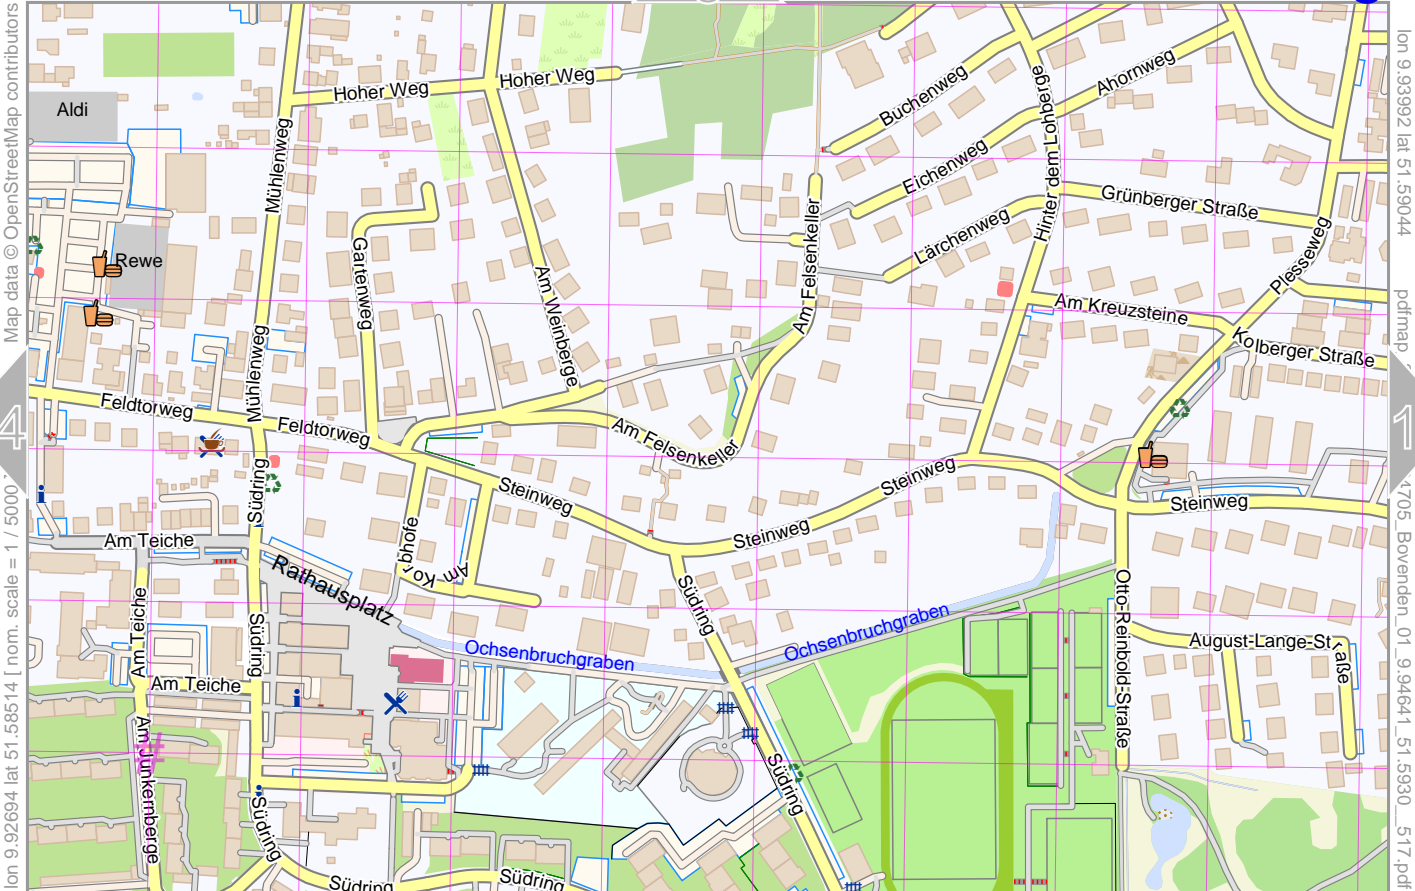 Map data © OpenStreetMap contributors
lon 9.92694 lat 51.58514 [ nom. scale = 1 / 5000 ]
lon 9.93992 lat 51.59044
pdfmap
4705_Bovenden_01_9.94641_51.5930__517.pdf
4
1
Aldi
Rewe
Hoher Weg
Hoher Weg
Mühlenweg
Buchenweg
Ahornweg
Hinter dem Lohberge
Eichenweg
Grünberger Straße
Lärchenweg
Plesseweg
Gartenweg
Am Weinberge
Am Felsenkeller
Am Kreuzsteine
Kolberger Straße
Mühlenweg
Feldtorweg
Feldtorweg
Am Felsenkeller
Südring
Steinweg
Steinweg
Steinweg
Steinweg
Am Teiche
Rathausplatz
Am Ko
bhofe
Südring
Ochsenbruchgraben
Ochsenbruchgraben
Otto-Reinbold-Straße
August-Lange-Straße
Am Teiche
Am Teiche
Südring
Am Junkernberge
Südring
Südring
Südring
Südring